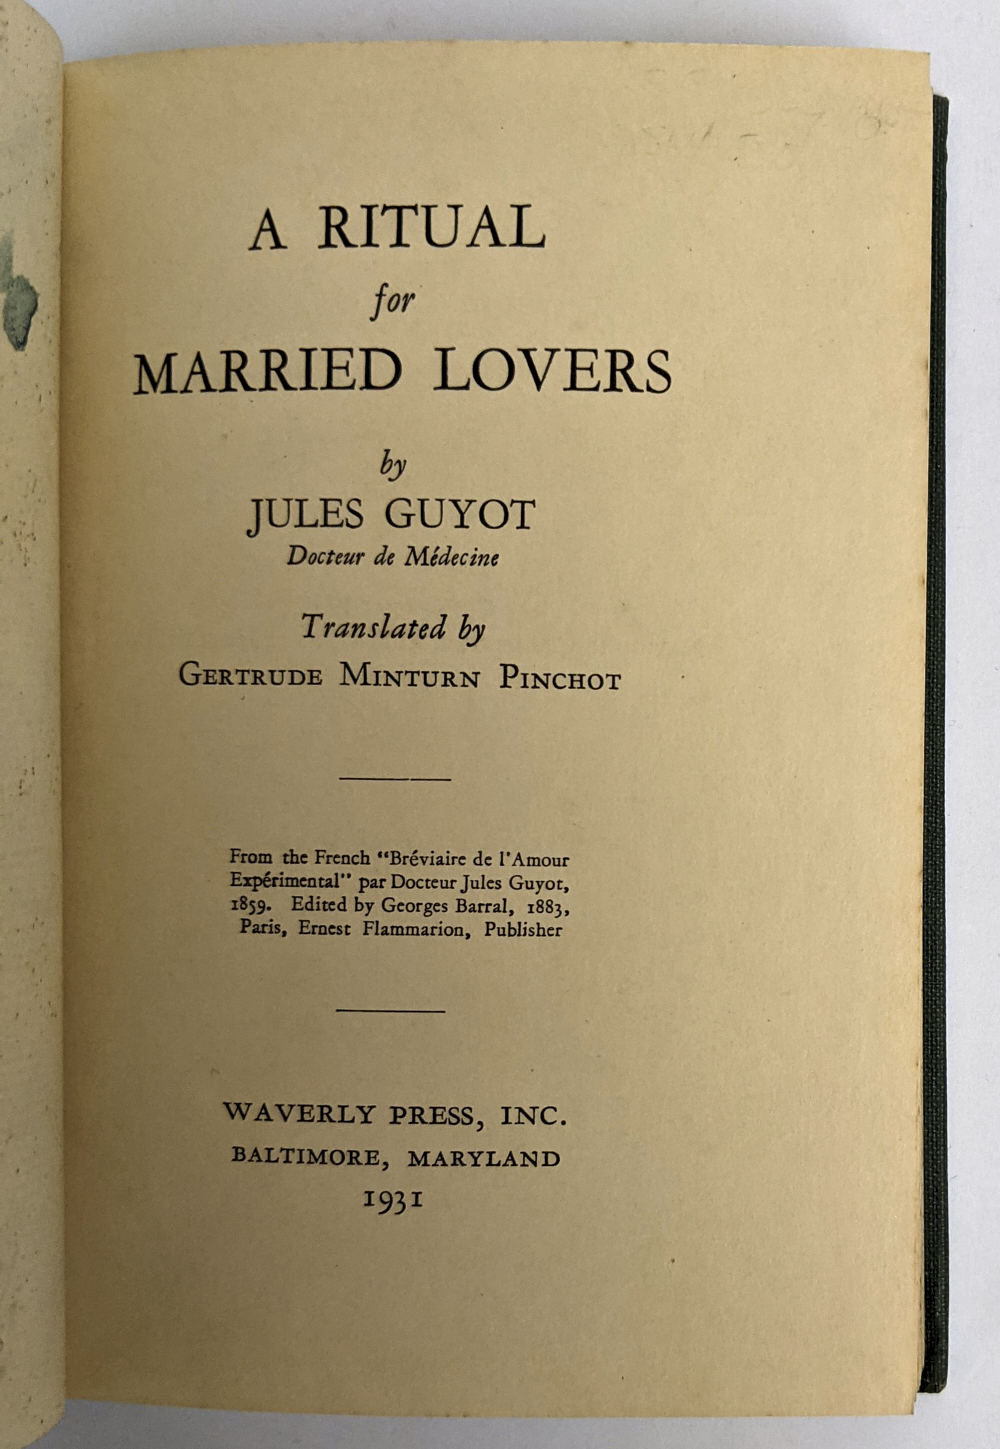 A RITUAL
for
MARRIED LOVERS
by
JULES GUYOT
Docteur de Médecine
Translated by
GERTRUDE MINTURN PINCHOT
From the French “Bréviaire de l’Amour
Expérimental” par Docteur Jules Guyot,
1859. Edited by Georges Barral, 1883,
Paris, Ernest Flammarion, Publisher
WAVERLY PRESS, INC.
BALTIMORE, MARYLAND
1931